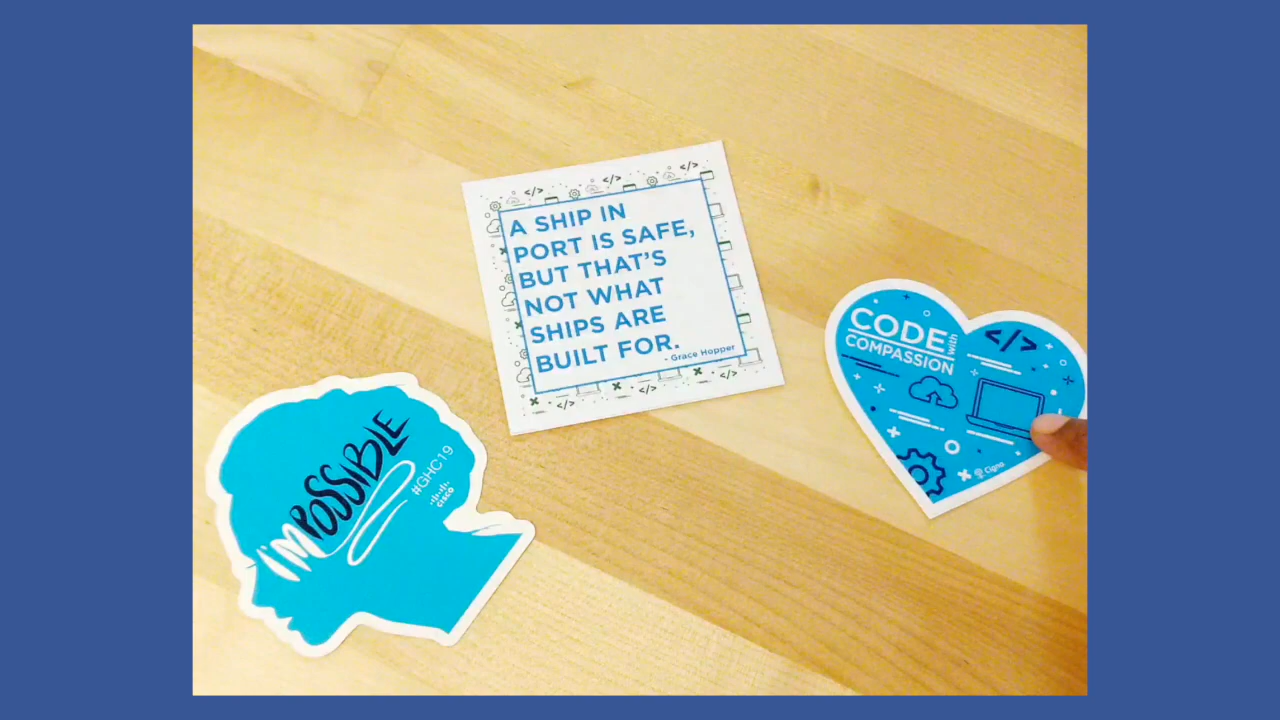 A SHIP IN
PORT IS SAFE,
BUT THAT'S
NOT WHAT
SHIPS ARE
BUILT FOR.
- Grace Hopper
</>
</>
</>
</>
</>
</>
CODE
with
COMPASSION
</>
Cigna
I'MPOSSIBLE
#GHC19
CISCO